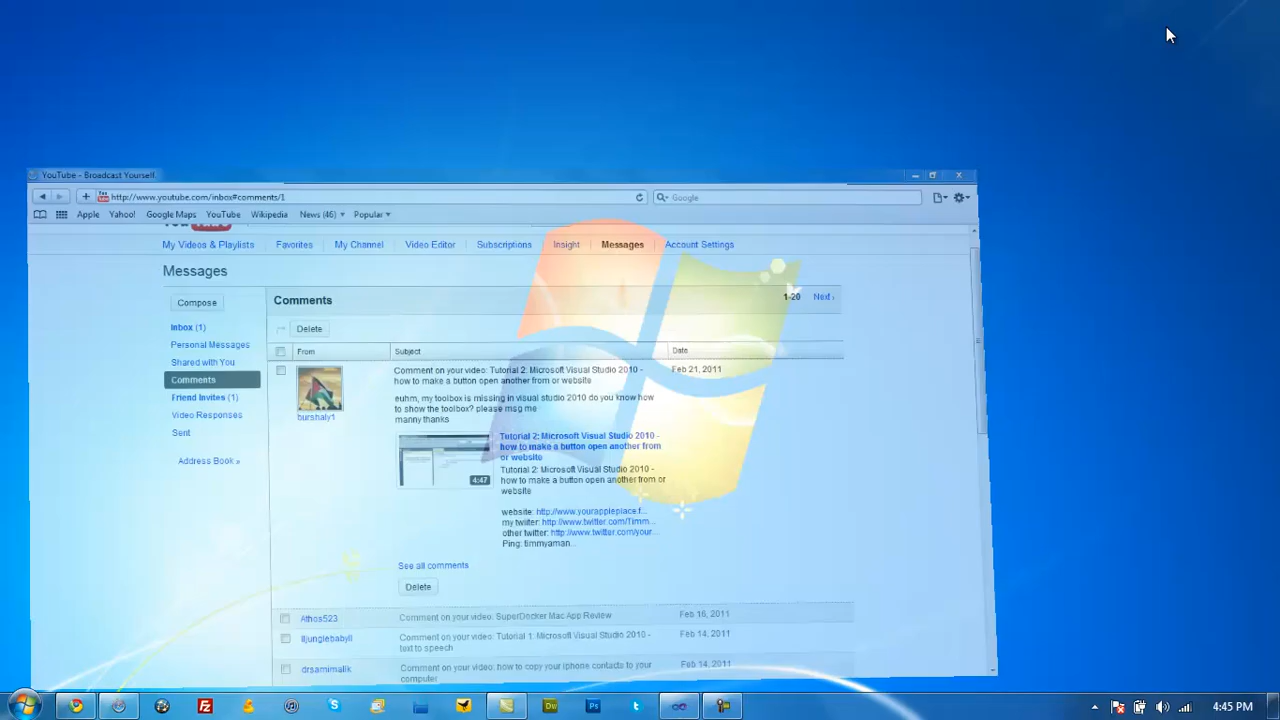 YouTube - Broadcast Yourself
http://www.youtube.com/inbox#comments/1
Google
Apple Yahoo! Google Maps YouTube Wikipedia News (46) Popular
My Videos & Playlists Favorites My Channel Video Editor Subscriptions Insight Messages Account Settings
Messages
Compose
Comments
1-20 Next ›
Inbox (1)
Personal Messages
Shared with You
Comments
Friend Invites (1)
Video Responses
Sent
Address Book »
Delete
From Subject Date
burshaly1
Comment on your video: Tutorial 2: Microsoft Visual Studio 2010 -
how to make a button open another from or website
Feb 21, 2011
euhm, my toolbox is missing in visual studio 2010 do you know how
to show the toolbox? please msg me
manny thanks
4:47
Tutorial 2: Microsoft Visual Studio 2010 -
how to make a button open another from
or website
Tutorial 2: Microsoft Visual Studio 2010 -
how to make a button open another from or
website
website: http://www.yourappleplace.f...
my twiiter: http://www.twitter.com/Timm...
other twitter: http://www.twitter.com/your...
Ping: timmyaman...
See all comments
Delete
Athos523 Comment on your video: SuperDocker Mac App Review Feb 16, 2011
Comment on your video: Tutorial 1: Microsoft Visual Studio 2010 -
text to speech
Feb 14, 2011
drsamimalik Comment on your video: how to copy your iphone contacts to your
computer
Feb 14, 2011
4:45 PM